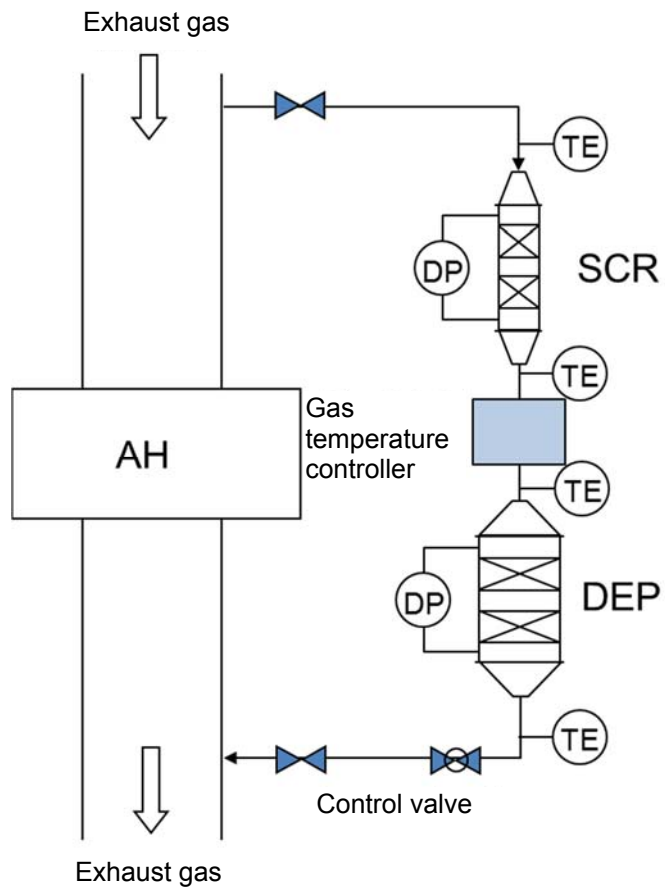 Exhaust gas
TE
DP
SCR
TE
Gas
temperature
controller
AH
TE
DP
DEP
TE
Control valve
Exhaust gas